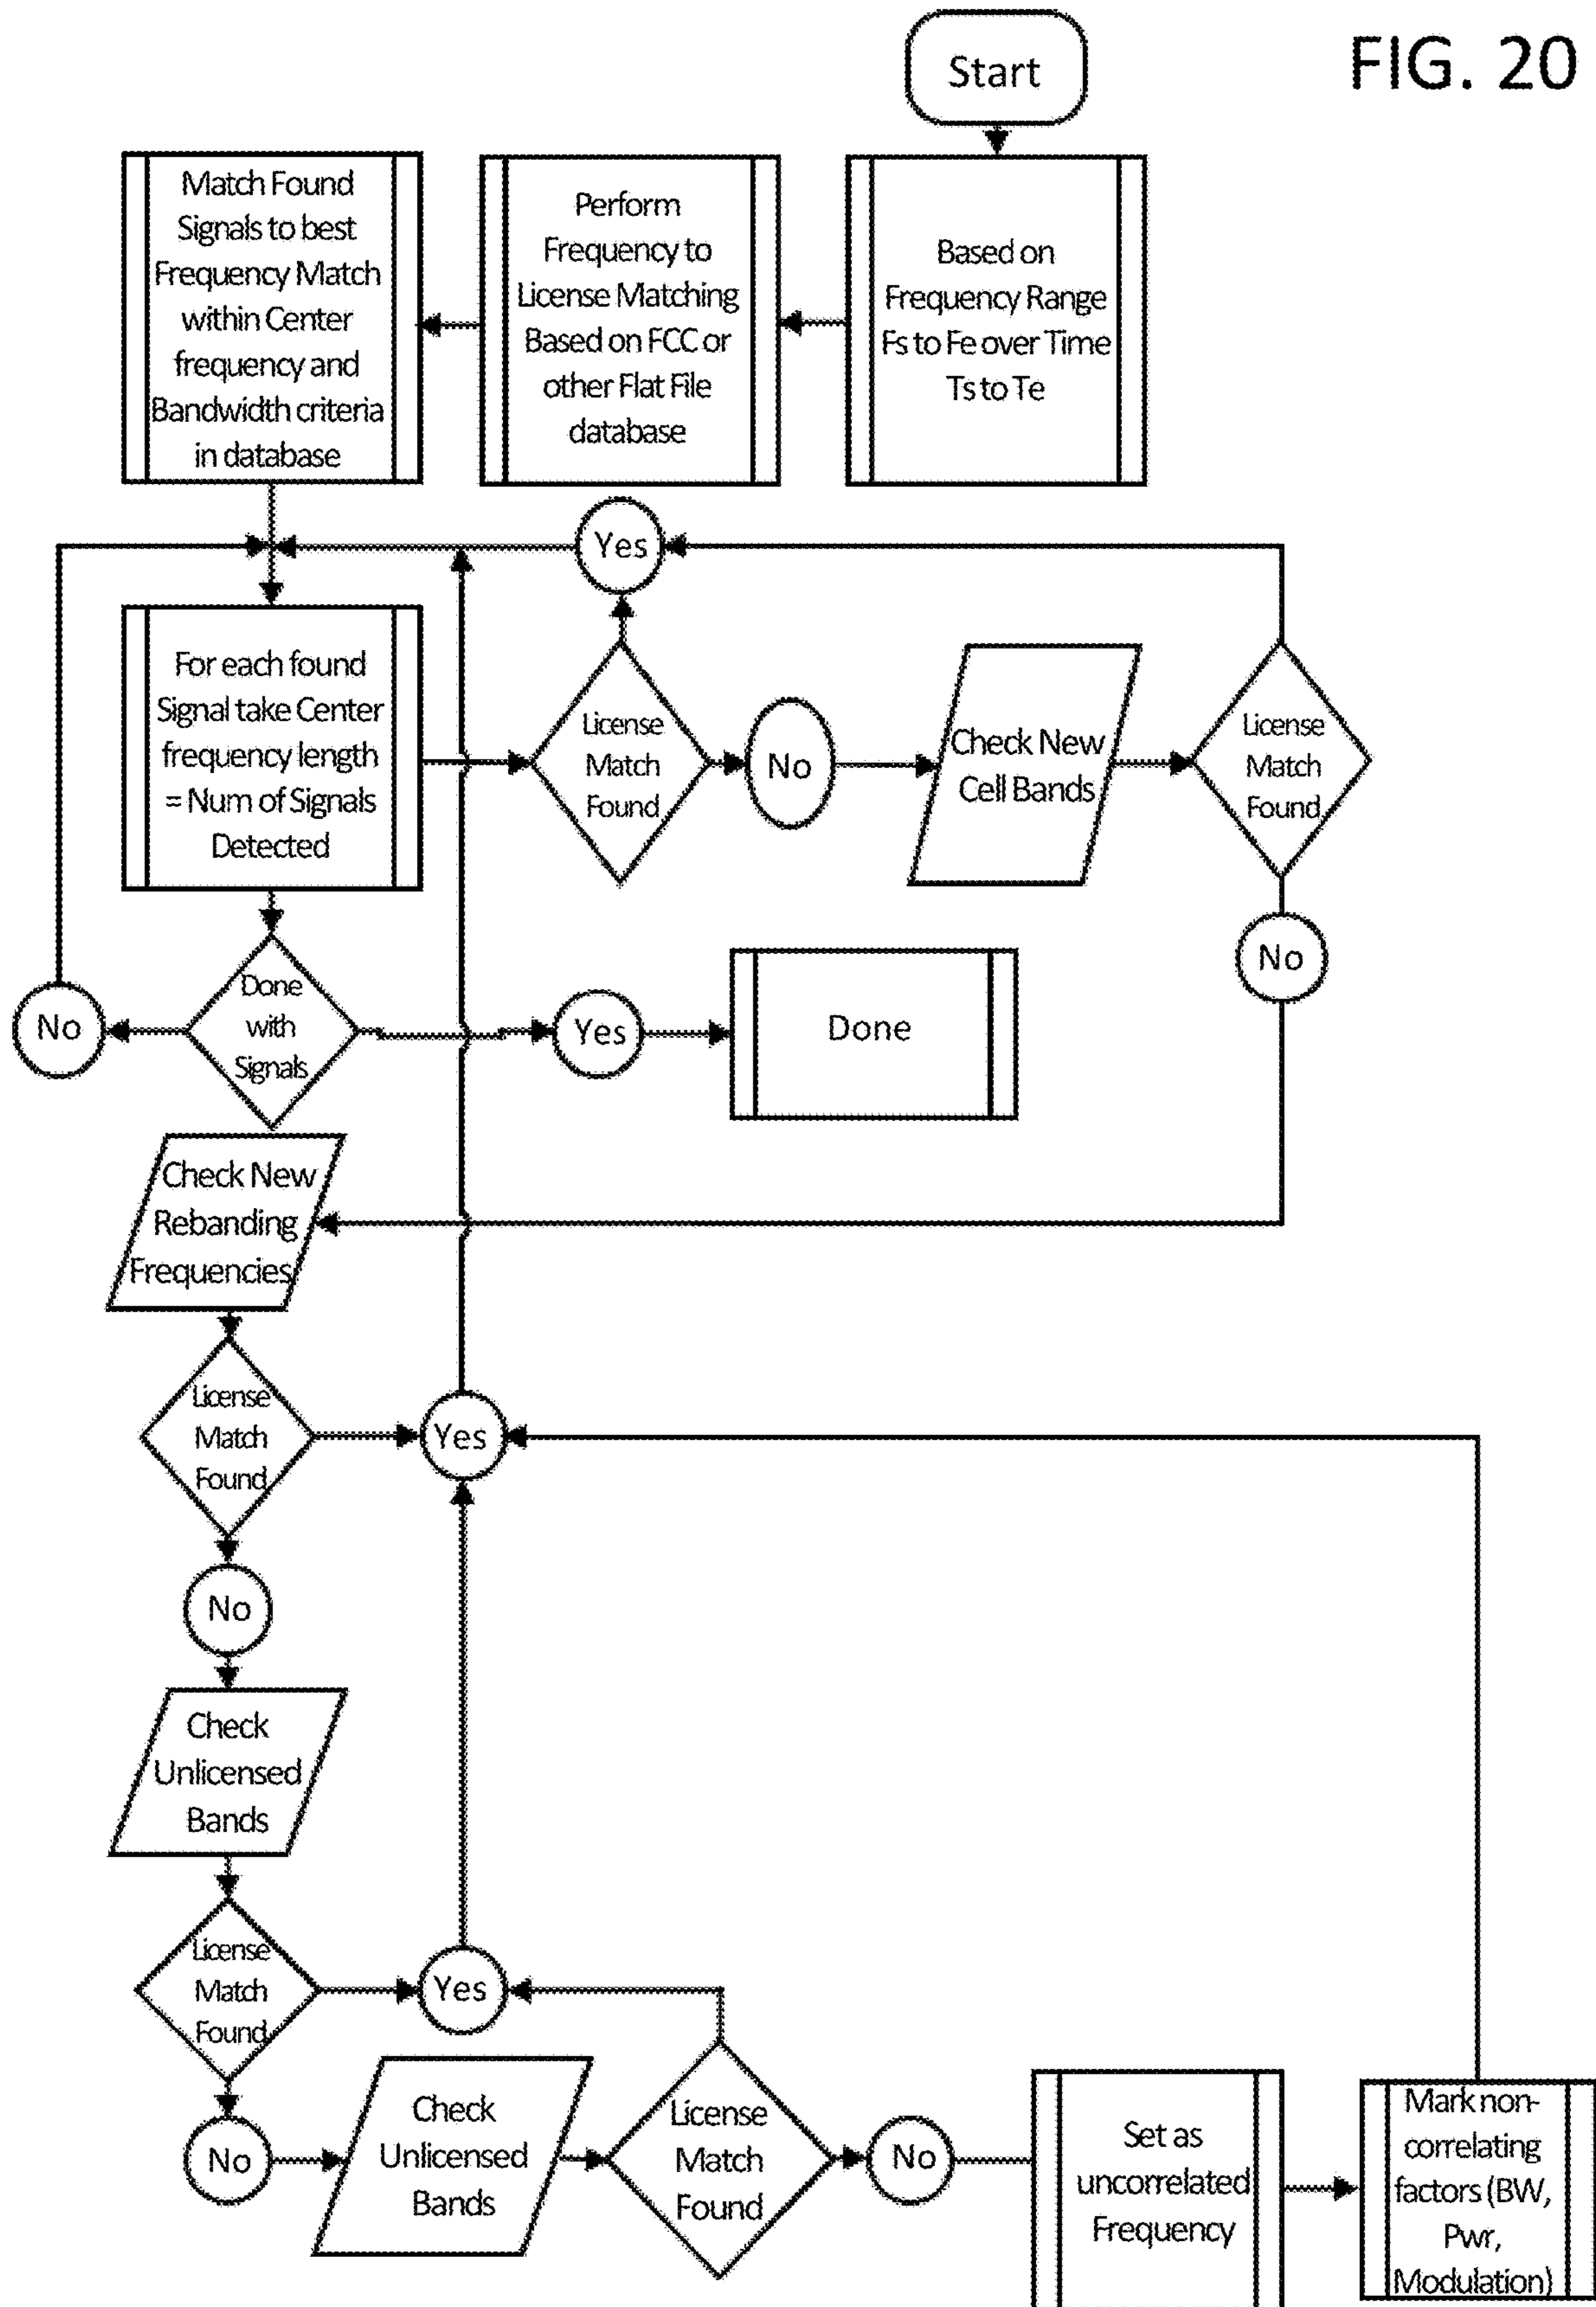 FIG. 20
Start
Match Found
Signals to best
Frequency Match
within Center
frequency and
Bandwidth criteria
in database
Perform
Frequency to
License Matching
Based on FCC or
other Flat File
database
Based on
Frequency Range
Fs to Fe over Time
Ts to Te
Yes
For each found
Signal take Center
frequency length
= Num of Signals
Detected
License
Match
Found
No
Check New
Cell Bands
License
Match
Found
No
No
Done
with
Signals
Yes
Done
Check New
Rebanding
Frequencies
License
Match
Found
Yes
No
Check
Unlicensed
Bands
License
Match
Found
Yes
No
Check
Unlicensed
Bands
License
Match
Found
No
Set as
uncorrelated
Frequency
Mark non-
correlating
factors (BW,
Pwr,
Modulation)